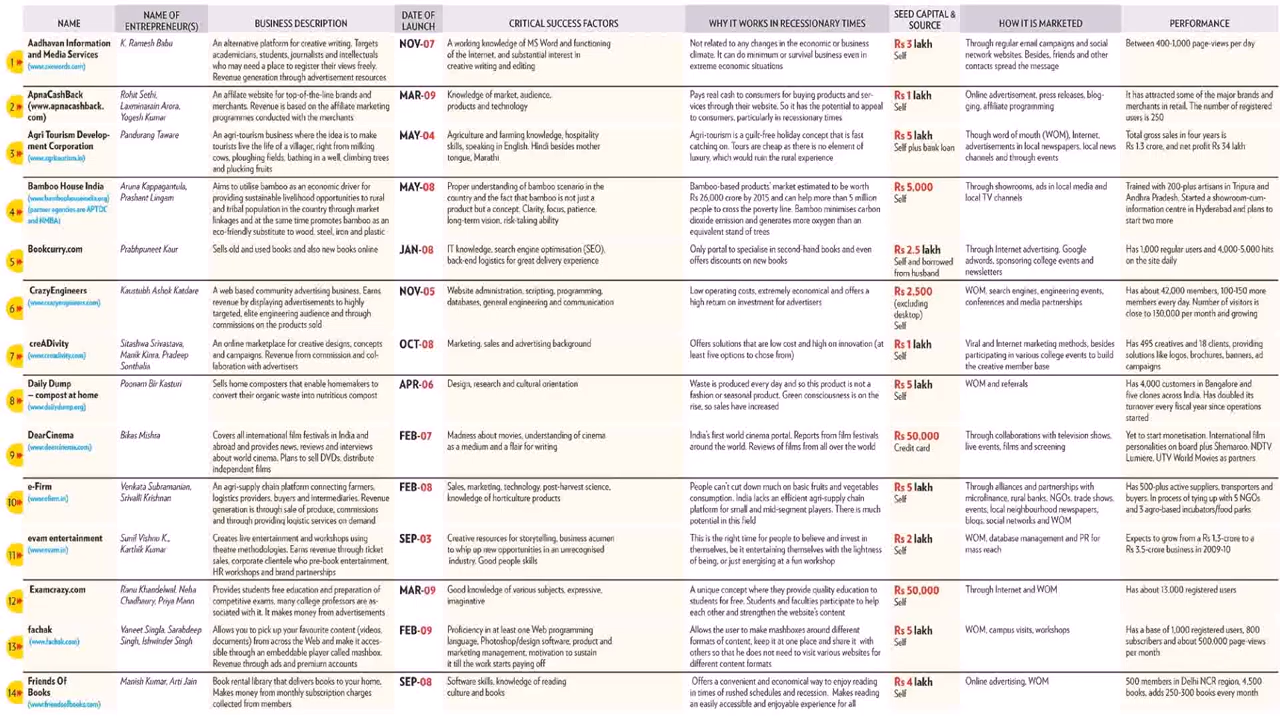 NAME
NAME OF
ENTREPRENEUR(S)
BUSINESS DESCRIPTION
DATE OF
LAUNCH
CRITICAL SUCCESS FACTORS
WHY IT WORKS IN RECESSIONARY TIMES
SEED CAPITAL &
SOURCE
HOW IT IS MARKETED
PERFORMANCE
1
Aadhavan Information
and Media Services
K. Ramesh Babu
An alternative platform for creative writing. Targets
academicians, students, journalists and intellectuals
who may need a place to register their views freely.
Revenue generation through advertisement resources
NOV-07
A working knowledge of MS Word and functioning
of the Internet, and substantial interest in
creative writing and editing
Not related to any changes in the economic or business
climate. It can do minimum or survival business even in
extreme economic situations
Rs 3 lakh
Self
Through regular email campaigns and social
network websites. Besides, friends and other
contacts spread the message
Between 400-1,000 page-views per day
2
ApnaCashBack
(www.apnacashback.
com)
Rohit Sethi,
Laxminarain Arora,
Yogesh Kumar
An affiliate website for top-of-the-line brands and
merchants. Revenue is based on the affiliate marketing
programmes conducted with the merchants
MAR-09
Knowledge of market, audience,
products and technology
Pays real cash to consumers for buying products and ser-
vices through their website. So it has the potential to appeal
to consumers, particularly in recessionary times
Rs 1 lakh
Self
Online advertisement, press releases, blog-
ging, affiliate programming
It has attracted some of the major brands and
merchants in retail. The number of registered
users is 250
3
Agri Tourism Develop-
ment Corporation
(www.agritourism.in)
Pandurang Taware
An agri-tourism business where the idea is to make
tourists live the life of a villager, right from milking
cows, ploughing fields, bathing in a well, climbing trees
and plucking fruits
MAY-04
Agriculture and farming knowledge, hospitality
skills, speaking in English. Hindi besides mother
tongue, Marathi
Agri-tourism is a guilt-free holiday concept that is fast
catching on. Tours are cheap as there is no element of
luxury, which would ruin the rural experience
Rs 5 lakh
Self plus bank loan
Though word of mouth (WOM), Internet,
advertisements in local newspapers, local news
channels and through events
Total gross sales in four years is
Rs 1.3 crore, and net profit Rs 34 lakh
4
Bamboo House India
(partner agencies are APTDC
and NMBA)
Aruna Kappagantula,
Prashant Lingam
Aims to utilise bamboo as an economic driver for
providing sustainable livelihood opportunities to rural
and tribal population in the country through market
linkages and at the same time promotes bamboo as an
eco-friendly substitute to wood, steel, iron and plastic
MAY-08
Proper understanding of bamboo scenario in the
country and the fact that bamboo is not just a
product but a concept. Clarity, focus, patience,
long-term vision, risk-taking ability
Bamboo-based products' market estimated to be worth
Rs 26,000 crore by 2015 and can help more than 5 million
people to cross the poverty line. Bamboo minimises carbon
dioxide emission and generates more oxygen than an
equivalent stand of trees
Rs 5,000
Self
Through showrooms, ads in local media and
local TV channels
Trained with 200-plus artisans in Tripura and
Andhra Pradesh. Started a showroom-cum-
information centre in Hyderabad and plans to
start two more
5
Bookcurry.com
Prabhpuneet Kaur
Sells old and used books and also new books online
JAN-08
IT knowledge, search engine optimisation (SEO),
back-end logistics for great delivery experience
Only portal to specialise in second-hand books and even
offers discounts on new books
Rs 2.5 lakh
Self and borrowed
from husband
Through Internet advertising, Google
adwords, sponsoring college events and
newsletters
Has 1,000 regular users and 4,000-5,000 hits
on the site daily
6
CrazyEngineers
(www.crazyengineers.com)
Kaustubh Ashok Katdare
A web based community advertising business. Earns
revenue by displaying advertisements to highly
targeted, elite engineering audience and through
commissions on the products sold
NOV-05
Website administration, scripting, programming,
databases, general engineering and communication
Low operating costs, extremely economical and offers a
high return on investment for advertisers
Rs 2,500
(excluding
desktop)
Self
WOM, search engines, engineering events,
conferences and media partnerships
Has about 42,000 members, 100-150 more
members every day. Number of visitors is
close to 130,000 per month and growing
7
creADivity
(www.creadivity.com)
Sitashwa Srivastava,
Manik Kinra, Pradeep
Sonthalia
An online marketplace for creative designs, concepts
and campaigns. Revenue from commission and col-
laboration with advertisers
OCT-08
Marketing, sales and advertising background
Offers solutions that are low cost and high on innovation (at
least five options to chose from)
Rs 1 lakh
Self
Viral and Internet marketing methods, besides
participating in various college events to build
the creative member base
Has 495 creatives and 18 clients, providing
solutions like logos, brochures, banners, ad
campaigns
8
Daily Dump
– compost at home
(www.dailydump.org)
Poonam Bir Kasturi
Sells home composters that enable homemakers to
convert their organic waste into nutritious compost
APR-06
Design, research and cultural orientation
Waste is produced every day and so this product is not a
fashion or seasonal product. Green consciousness is on the
rise, so sales have increased
Rs 5 lakh
Self
WOM and referrals
Has 4,000 customers in Bangalore and
five clones across India. Has doubled its
turnover every fiscal year since operations
started
9
DearCinema
(www.dearcinema.com)
Bikas Mishra
Covers all international film festivals in India and
abroad and provides news, reviews and interviews
about world cinema. Plans to sell DVDs, distribute
independent films
FEB-07
Madness about movies, understanding of cinema
as a medium and a flair for writing
India's first world cinema portal. Reports from film festivals
around the world. Reviews of films from all over the world
Rs 50,000
Credit card
Through collaborations with television shows,
live events, films and screening
Yet to start monetisation. International film
personalities on board plus Shemaroo. NDTV
Lumiere, UTV World Movies as partners.
10
e-Firm
(www.efirm.in)
Venkata Subramanian,
Srivalli Krishnan
An agri-supply chain platform connecting farmers,
logistics providers, buyers and Intermediaries. Revenue
generation is through sale of produce, commissions
and through providing logistic services on demand
FEB-08
Sales, marketing, technology, post-harvest science,
knowledge of horticulture products
People can't cut down much on basic fruits and vegetables
consumption. India lacks an efficient agri-supply chain
platform for small and mid-segment players. There is much
potential in this field
Rs 5 lakh
Self
Through alliances and partnerships with
microfinance, rural banks, NGOs, trade shows,
events, local neighbourhood newspapers,
blogs, social networks and WOM
Has 500-plus active suppliers, transporters and
buyers. In process of tying up with 5 NGOs
and 3 agro-based incubators/food parks
11
evam entertainment
(www.evam.in)
Sunil Vishnu K.,
Karthik Kumar
Creates live entertainment and workshops using
theatre methodologies. Earns revenue through ticket
sales, corporate clientele who pre-book entertainment,
HR workshops and brand partnerships
SEP-03
Creative resources for storytelling, business acumen
to whip up new opportunities in an unrecognised
industry. Good people skills
This is the right time for people to believe and invest in
themselves, be it entertaining themselves with the lightness
of being, or just energising at a fun workshop
Rs 2 lakh
Self
WOM, database management and PR for
mass reach
Expects to grow from a Rs 1.3-crore to a
Rs 3.5-crore business in 2009-10
12
Examcrazy.com
Ranu Khandelwal, Neha
Chadhaury, Priya Mann
Provides students free education and preparation of
competitive exams, many college professors are as-
sociated with it. It makes money from advertisements
MAR-09
Good knowledge of various subjects, expressive,
imaginative
A unique concept where they provide quality education to
students for free. Students and faculties participate to help
each other and strengthen the website's content
Rs 50,000
Self
Through Internet and WOM
Has about 13,000 registered users
13
fachak
(www.fachak.com)
Vaneet Singla, Sarabdeep
Singh, Ishwinder Singh
Allows you to pick up your favourite content (videos,
documents) from across the Web and make it acces-
sible through an embeddable player called mashbox.
Revenue through ads and premium accounts
FEB-09
Proficiency in at least one Web programming
language, Photoshop/design software, product and
marketing management, motivation to sustain
it till the work starts paying off
Allows the user to make mashboxes around different
formats of content, keep it at one place and share it with
others so that he does not need to visit various websites for
different content formats
Rs 5 lakh
Self
WOM, campus visits, workshops
Has a base of 1,000 registered users, 800
subscribers and about 500,000 page-views
per month
14
Friends Of
Books
(www.friendsofbooks.com)
Manish Kumar, Arti Jain
Book rental library that delivers books to your home.
Makes money from monthly subscription charges
collected from members
SEP-08
Software skills, knowledge of reading
culture and books
Offers a convenient and economical way to enjoy reading
in times of rushed schedules and recession. Makes reading
an easily accessible and enjoyable experience for all
Rs 4 lakh
Self
Online advertising, WOM
500 members in Delhi NCR region, 4,500
books, adds 250-300 books every month